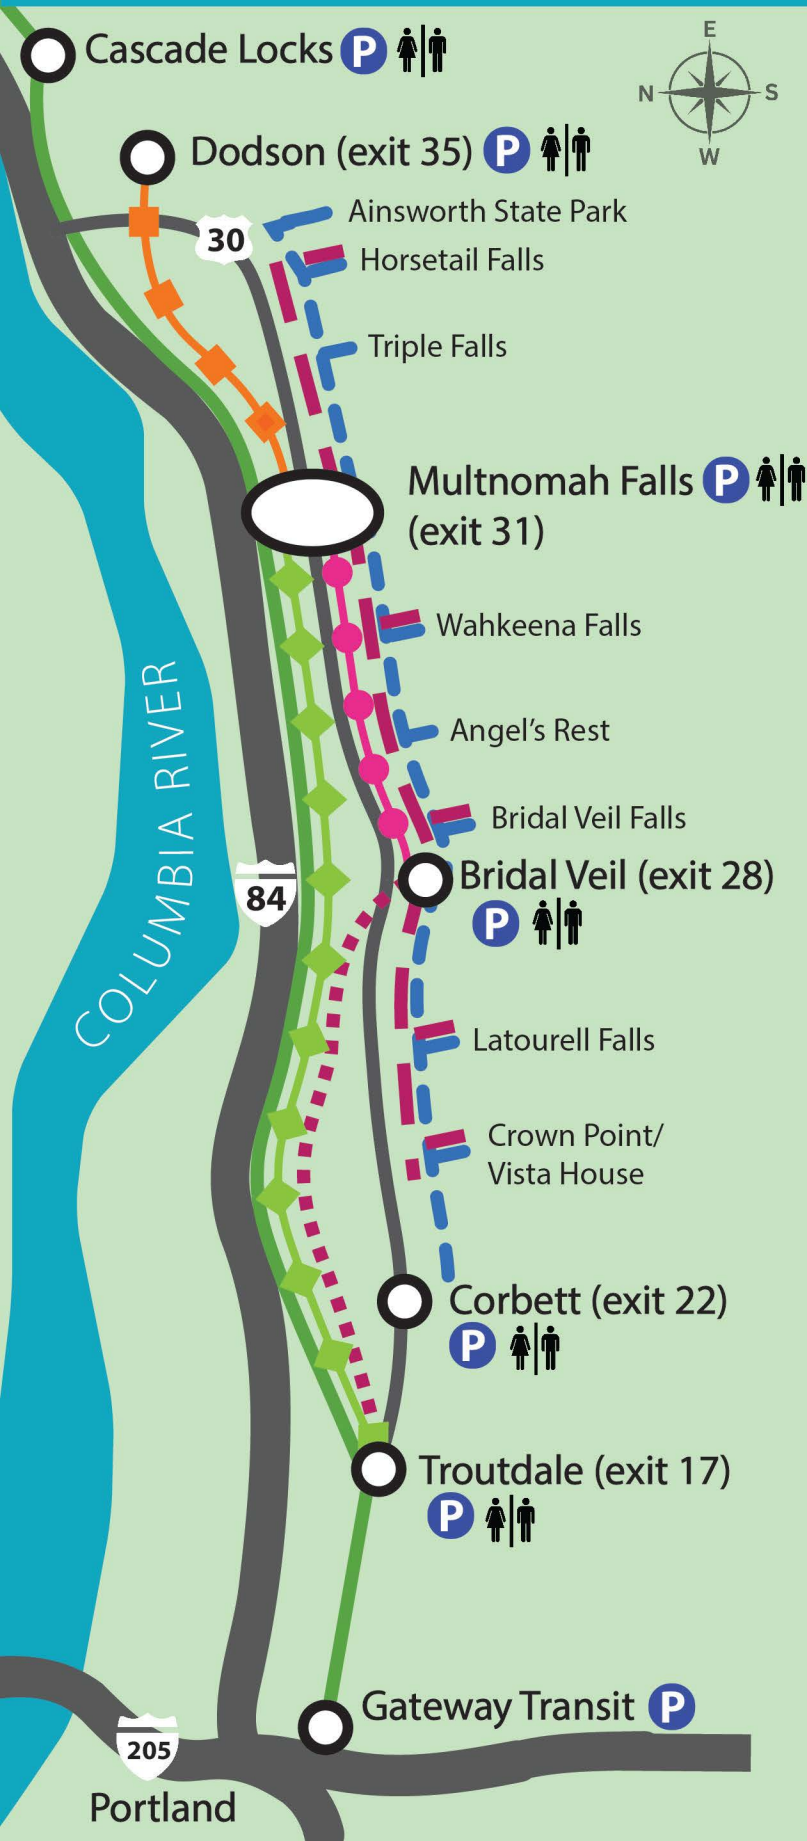 E
Cascade Locks P
N S
W
Dodson (exit 35) P
Ainsworth State Park
30
Horsetail Falls
Triple Falls
Multnomah Falls P
(exit 31)
Wahkeena Falls
COLUMBIA RIVER
Angel's Rest
Bridal Veil Falls
Bridal Veil (exit 28)
84
P
Latourell Falls
Crown Point/
Vista House
Corbett (exit 22)
P
Troutdale (exit 17)
P
Gateway Transit P
205
Portland